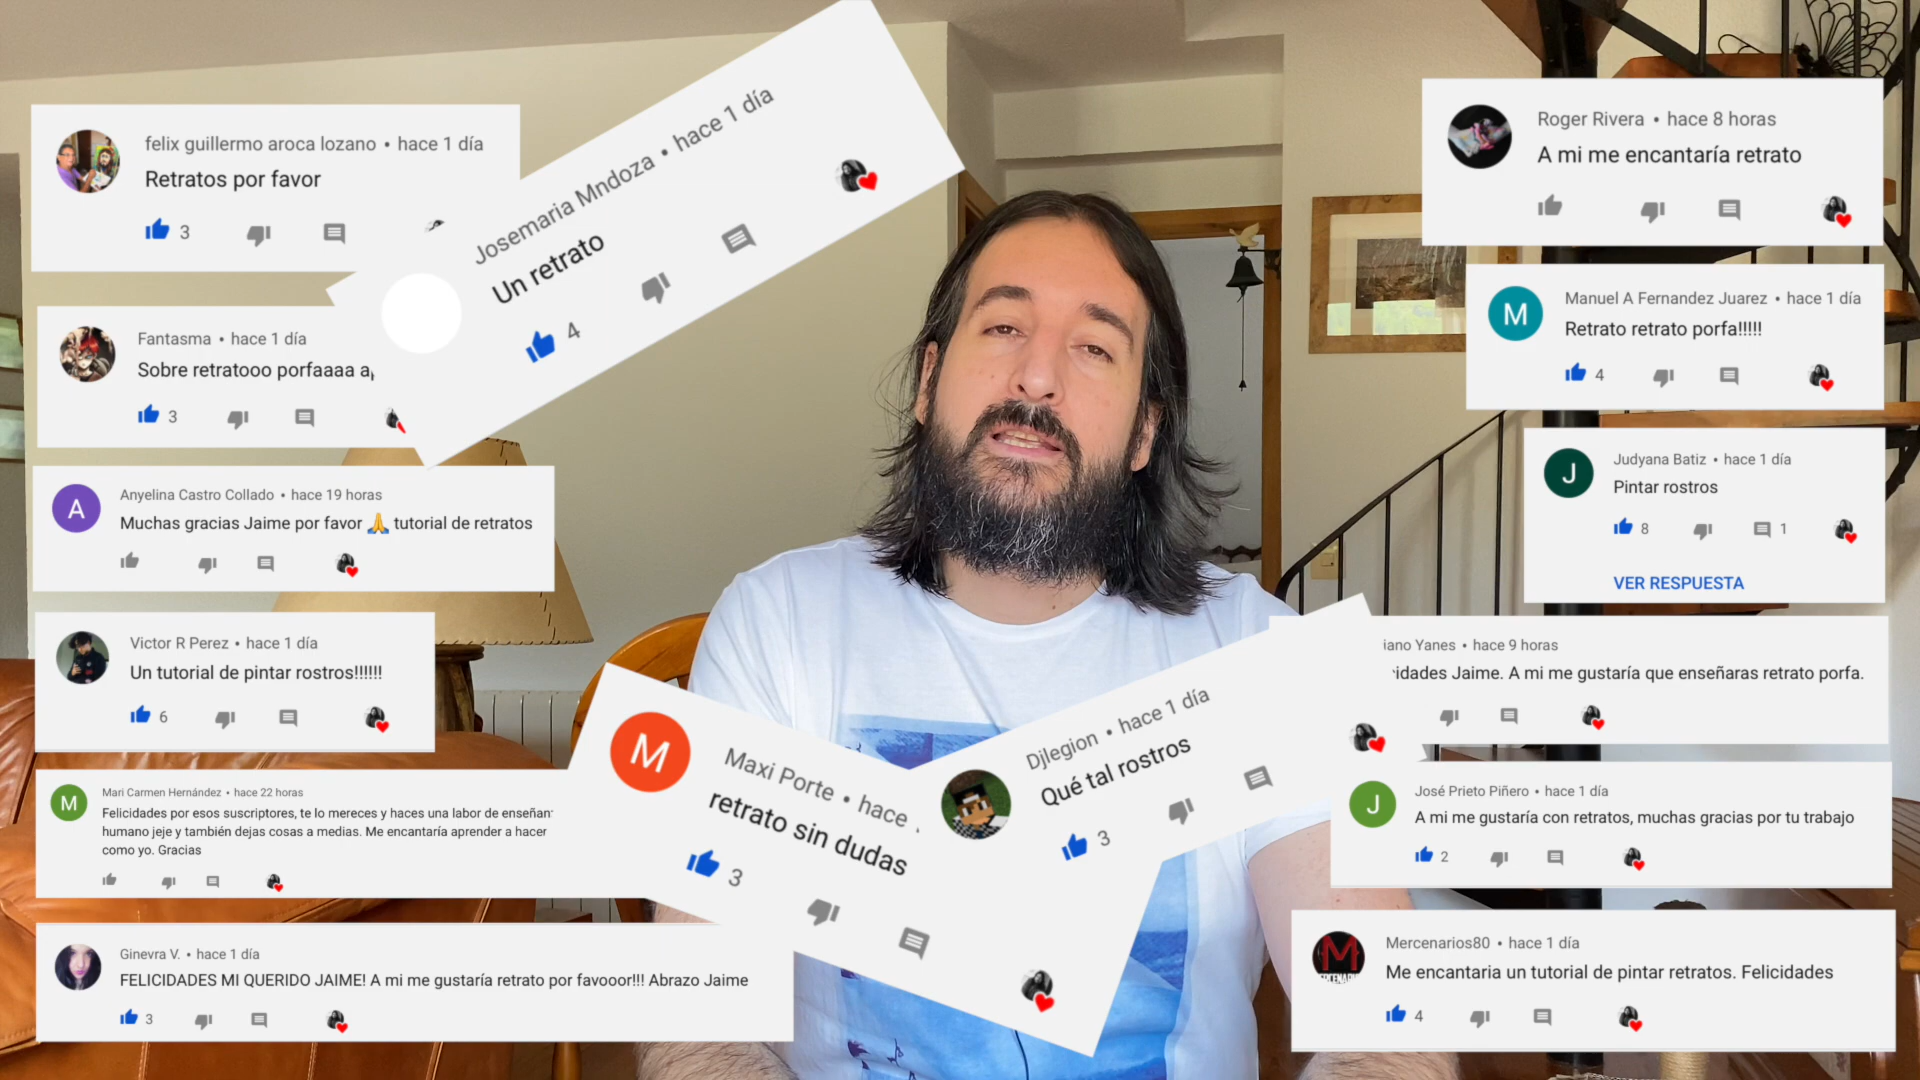 felix guillermo aroca lozano • hace 1 día
Retratos por favor
3
Josemaria Mndoza • hace 1 día
Un retrato
4
Fantasma • hace 1 día
Sobre retratooo porfaaaa
3
A
Anyelina Castro Collado • hace 19 horas
Muchas gracias Jaime por favor 🙏 tutorial de retratos
Victor R Perez • hace 1 día
Un tutorial de pintar rostros!!!!!!
6
M
Mari Carmen Hernández • hace 22 horas
Felicidades por esos suscriptores, te lo mereces y haces una labor de
humano jeje y también dejas cosas a medias. Me encantaría aprender a hacer
como yo. Gracias
Ginevra V. • hace 1 día
FELICIDADES MI QUERIDO JAIME! A mi me gustaría retrato por favooor!!! Abrazo Jaime
3
M
Maxi Porte • hace
retrato sin dudas
3
Djlegion • hace 1 día
Qué tal rostros
3
Roger Rivera • hace 8 horas
A mi me encantaría retrato
M
Manuel A Fernandez Juarez • hace 1 día
Retrato retrato porfa!!!!!
4
J
Judyana Batiz • hace 1 día
Pintar rostros
8 1
VER RESPUESTA
Yanes • hace 9 horas
Jaime. A mi me gustaría que enseñaras retrato porfa.
J
José Prieto Piñero • hace 1 día
A mi me gustaría con retratos, muchas gracias por tu trabajo
2
M
Mercenarios80 • hace 1 día
Me encantaria un tutorial de pintar retratos. Felicidades
4